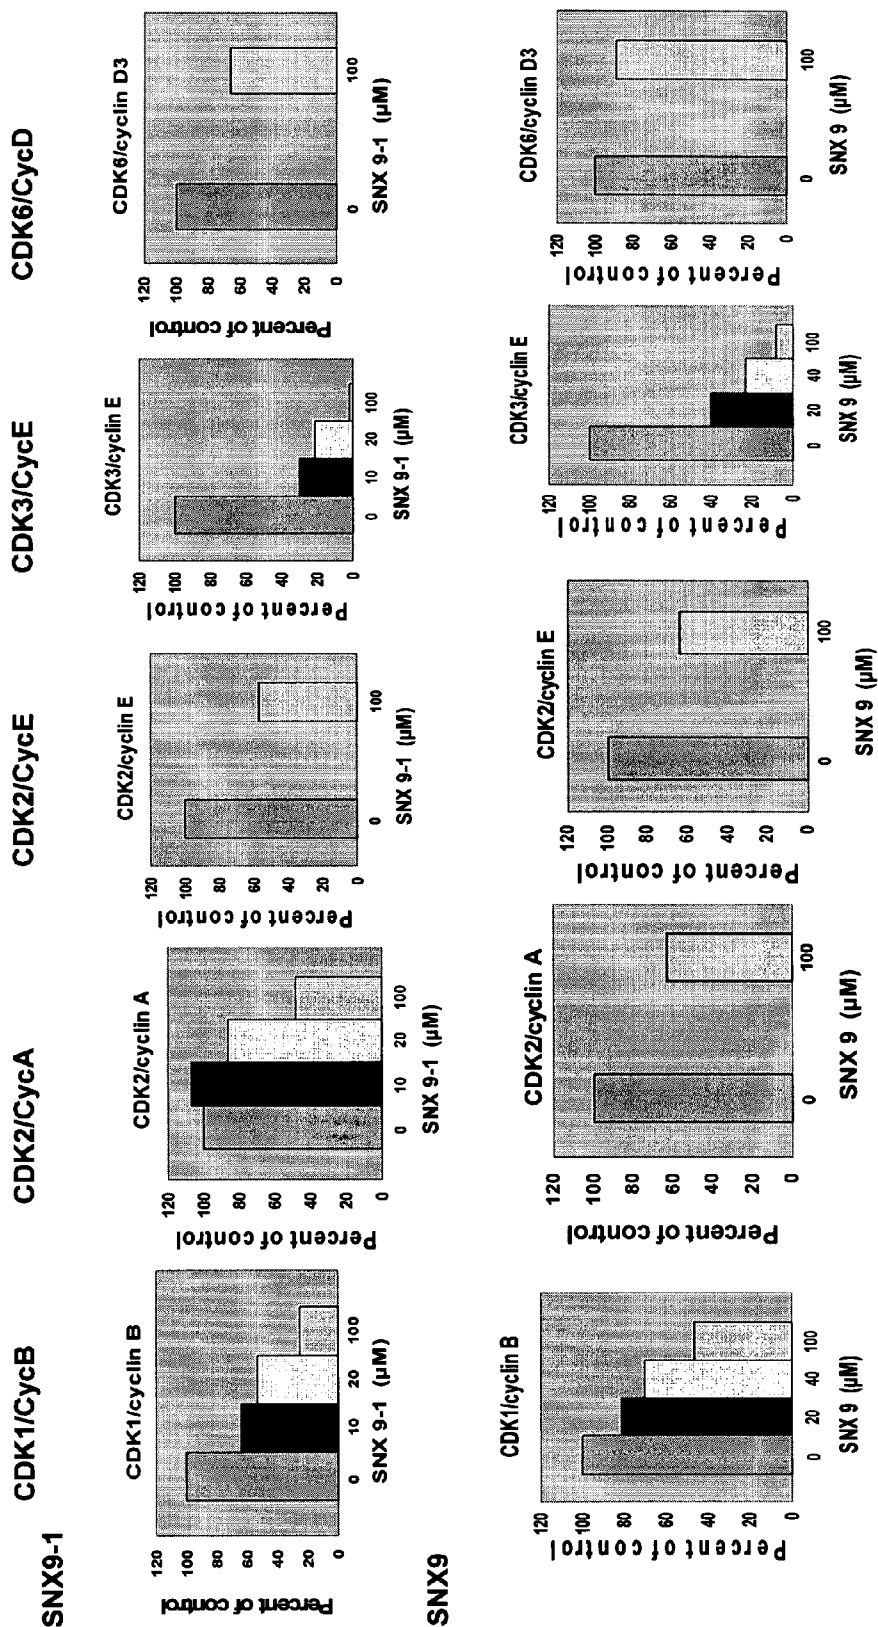 CDK1/CycB
CDK2/CycA
CDK2/CycE
CDK3/CycE
CDK6/CycD
SNX9-1
CDK1/cyclin B
Percent of control
120
100
80
60
40
20
0
0
10
20
100
SNX 9-1 (µM)
CDK2/cyclin A
Percent of control
120
100
80
60
40
20
0
0
10
20
100
SNX 9-1 (µM)
CDK2/cyclin E
Percent of control
120
100
80
60
40
20
0
0
100
SNX 9-1 (µM)
CDK3/cyclin E
Percent of control
120
100
80
60
40
20
0
0
10
20
100
SNX 9-1 (µM)
CDK6/cyclin D3
Percent of control
120
100
80
60
40
20
0
0
100
SNX 9-1 (µM)
SNX9
CDK1/cyclin B
Percent of control
120
100
80
60
40
20
0
0
20
40
100
SNX 9 (µM)
CDK2/cyclin A
Percent of control
120
100
80
60
40
20
0
0
100
SNX 9 (µM)
CDK2/cyclin E
Percent of control
120
100
80
60
40
20
0
0
100
SNX 9 (µM)
CDK3/cyclin E
Percent of control
120
100
80
60
40
20
0
0
20
40
100
SNX 9 (µM)
CDK6/cyclin D3
Percent of control
120
100
80
60
40
20
0
0
100
SNX 9 (µM)